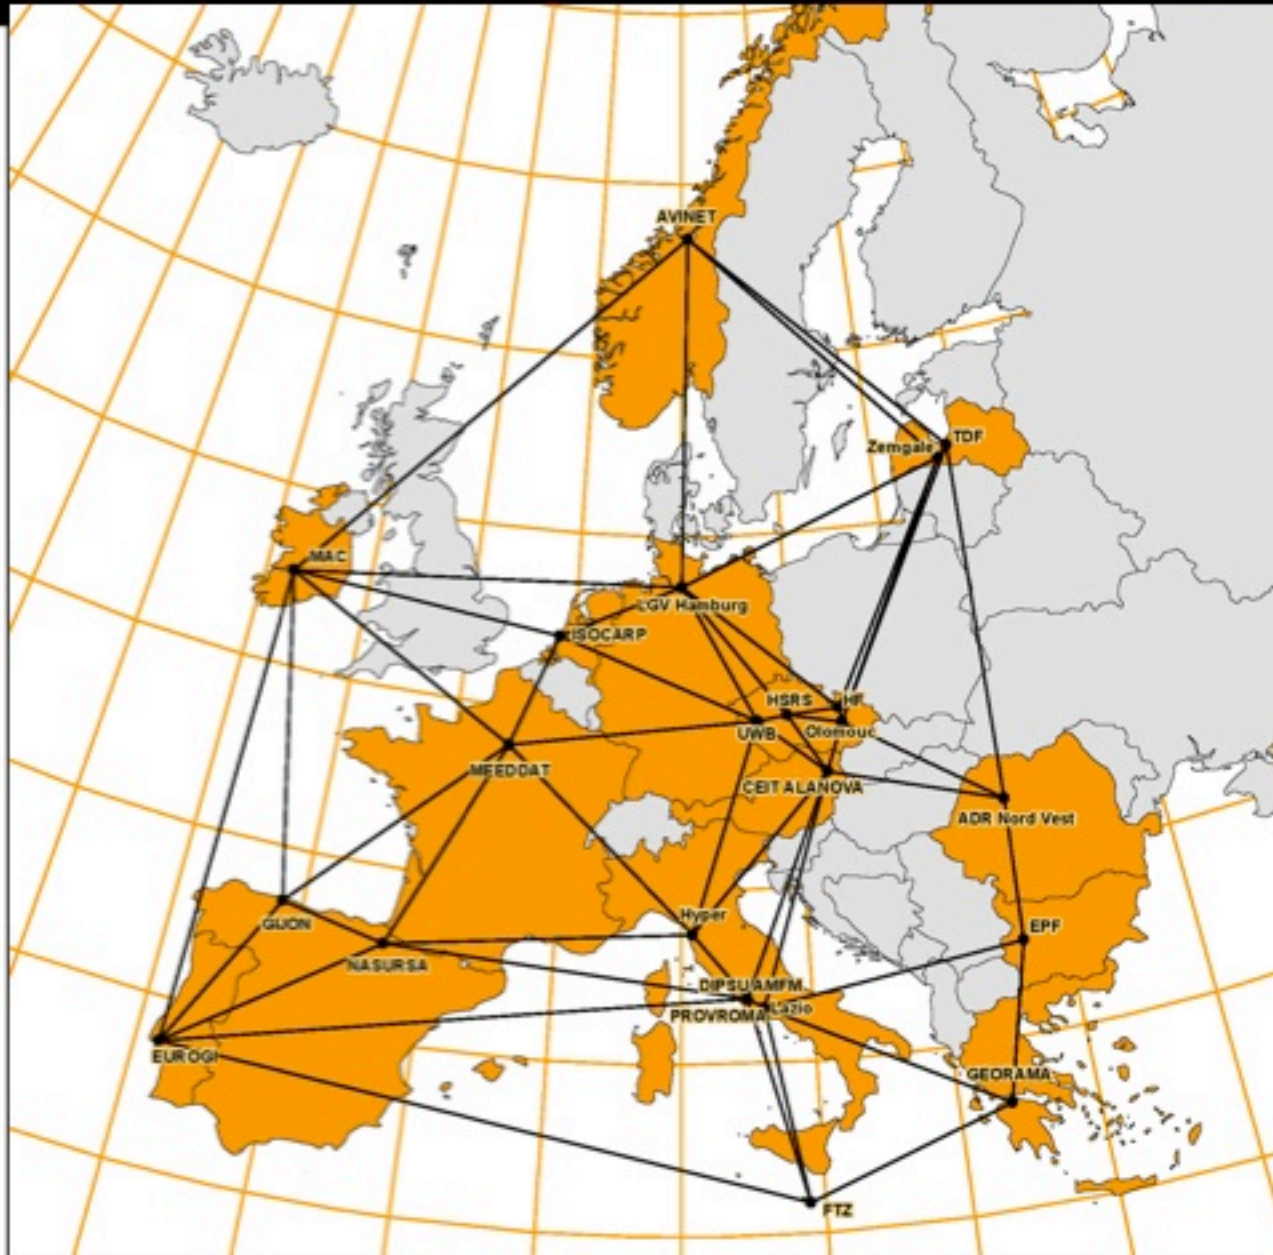 AVINET
Zemgale
TDF
MAC
LGV Hamburg
ISOCARP
HSRS
HF
UWB
Olomouc
MEEDDAT
CEIT ALANOVA
ADR Nord Vest
GIJON
Hyper
EPF
NASURSA
DIPSU AMFM
PROVROMA
Lazio
EUROGI
GEORAMA
FTZ